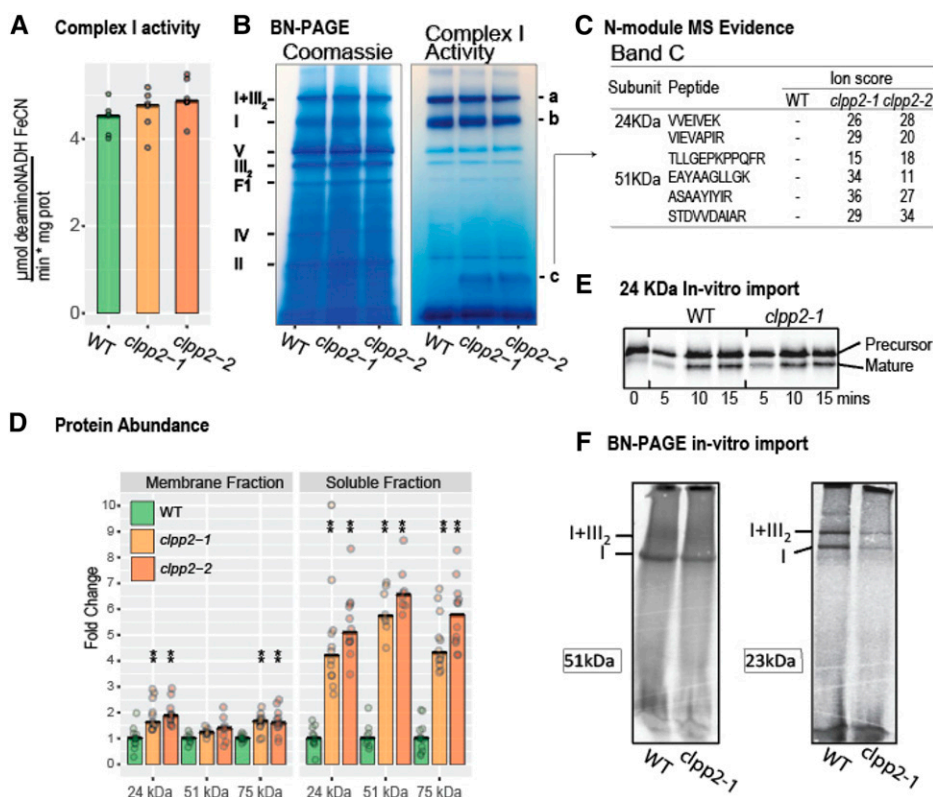 A Complex I activity
µmol deaminoNADH FeCN
min * mg prot
4
2
0
WT
clpp2-1
clpp2-2
B BN-PAGE
Coomassie
Complex I
Activity
I+III₂
I
V
III₂
F1
IV
II
a
b
c
WT
clpp2-1
clpp2-2
WT
clpp2-1
clpp2-2
C N-module MS Evidence
Band C
Subunit Peptide Ion score
WT clpp2-1 clpp2-2
24KDa VVEIVEK - 26 28
VIEVAPIR - 29 20
TLLGEPKPPQFR - 15 18
51KDa EAYAAGLLGK - 34 11
ASAAYIYIR - 36 27
STDVVDAIAR - 29 34
E 24 KDa In-vitro import
WT clpp2-1
Precursor
Mature
0 5 10 15 5 10 15 mins
D Protein Abundance
Membrane Fraction Soluble Fraction
WT
clpp2-1
clpp2-2
Fold Change
10
9
8
7
6
5
4
3
2
1
0
** ** ** **
** ** ** ** ** **
24 kDa 51 kDa 75 kDa 24 kDa 51 kDa 75 kDa
F BN-PAGE in-vitro import
I+III₂
I
51kDa
WT
clpp2-1
I+III₂
I
23kDa
WT
clpp2-1